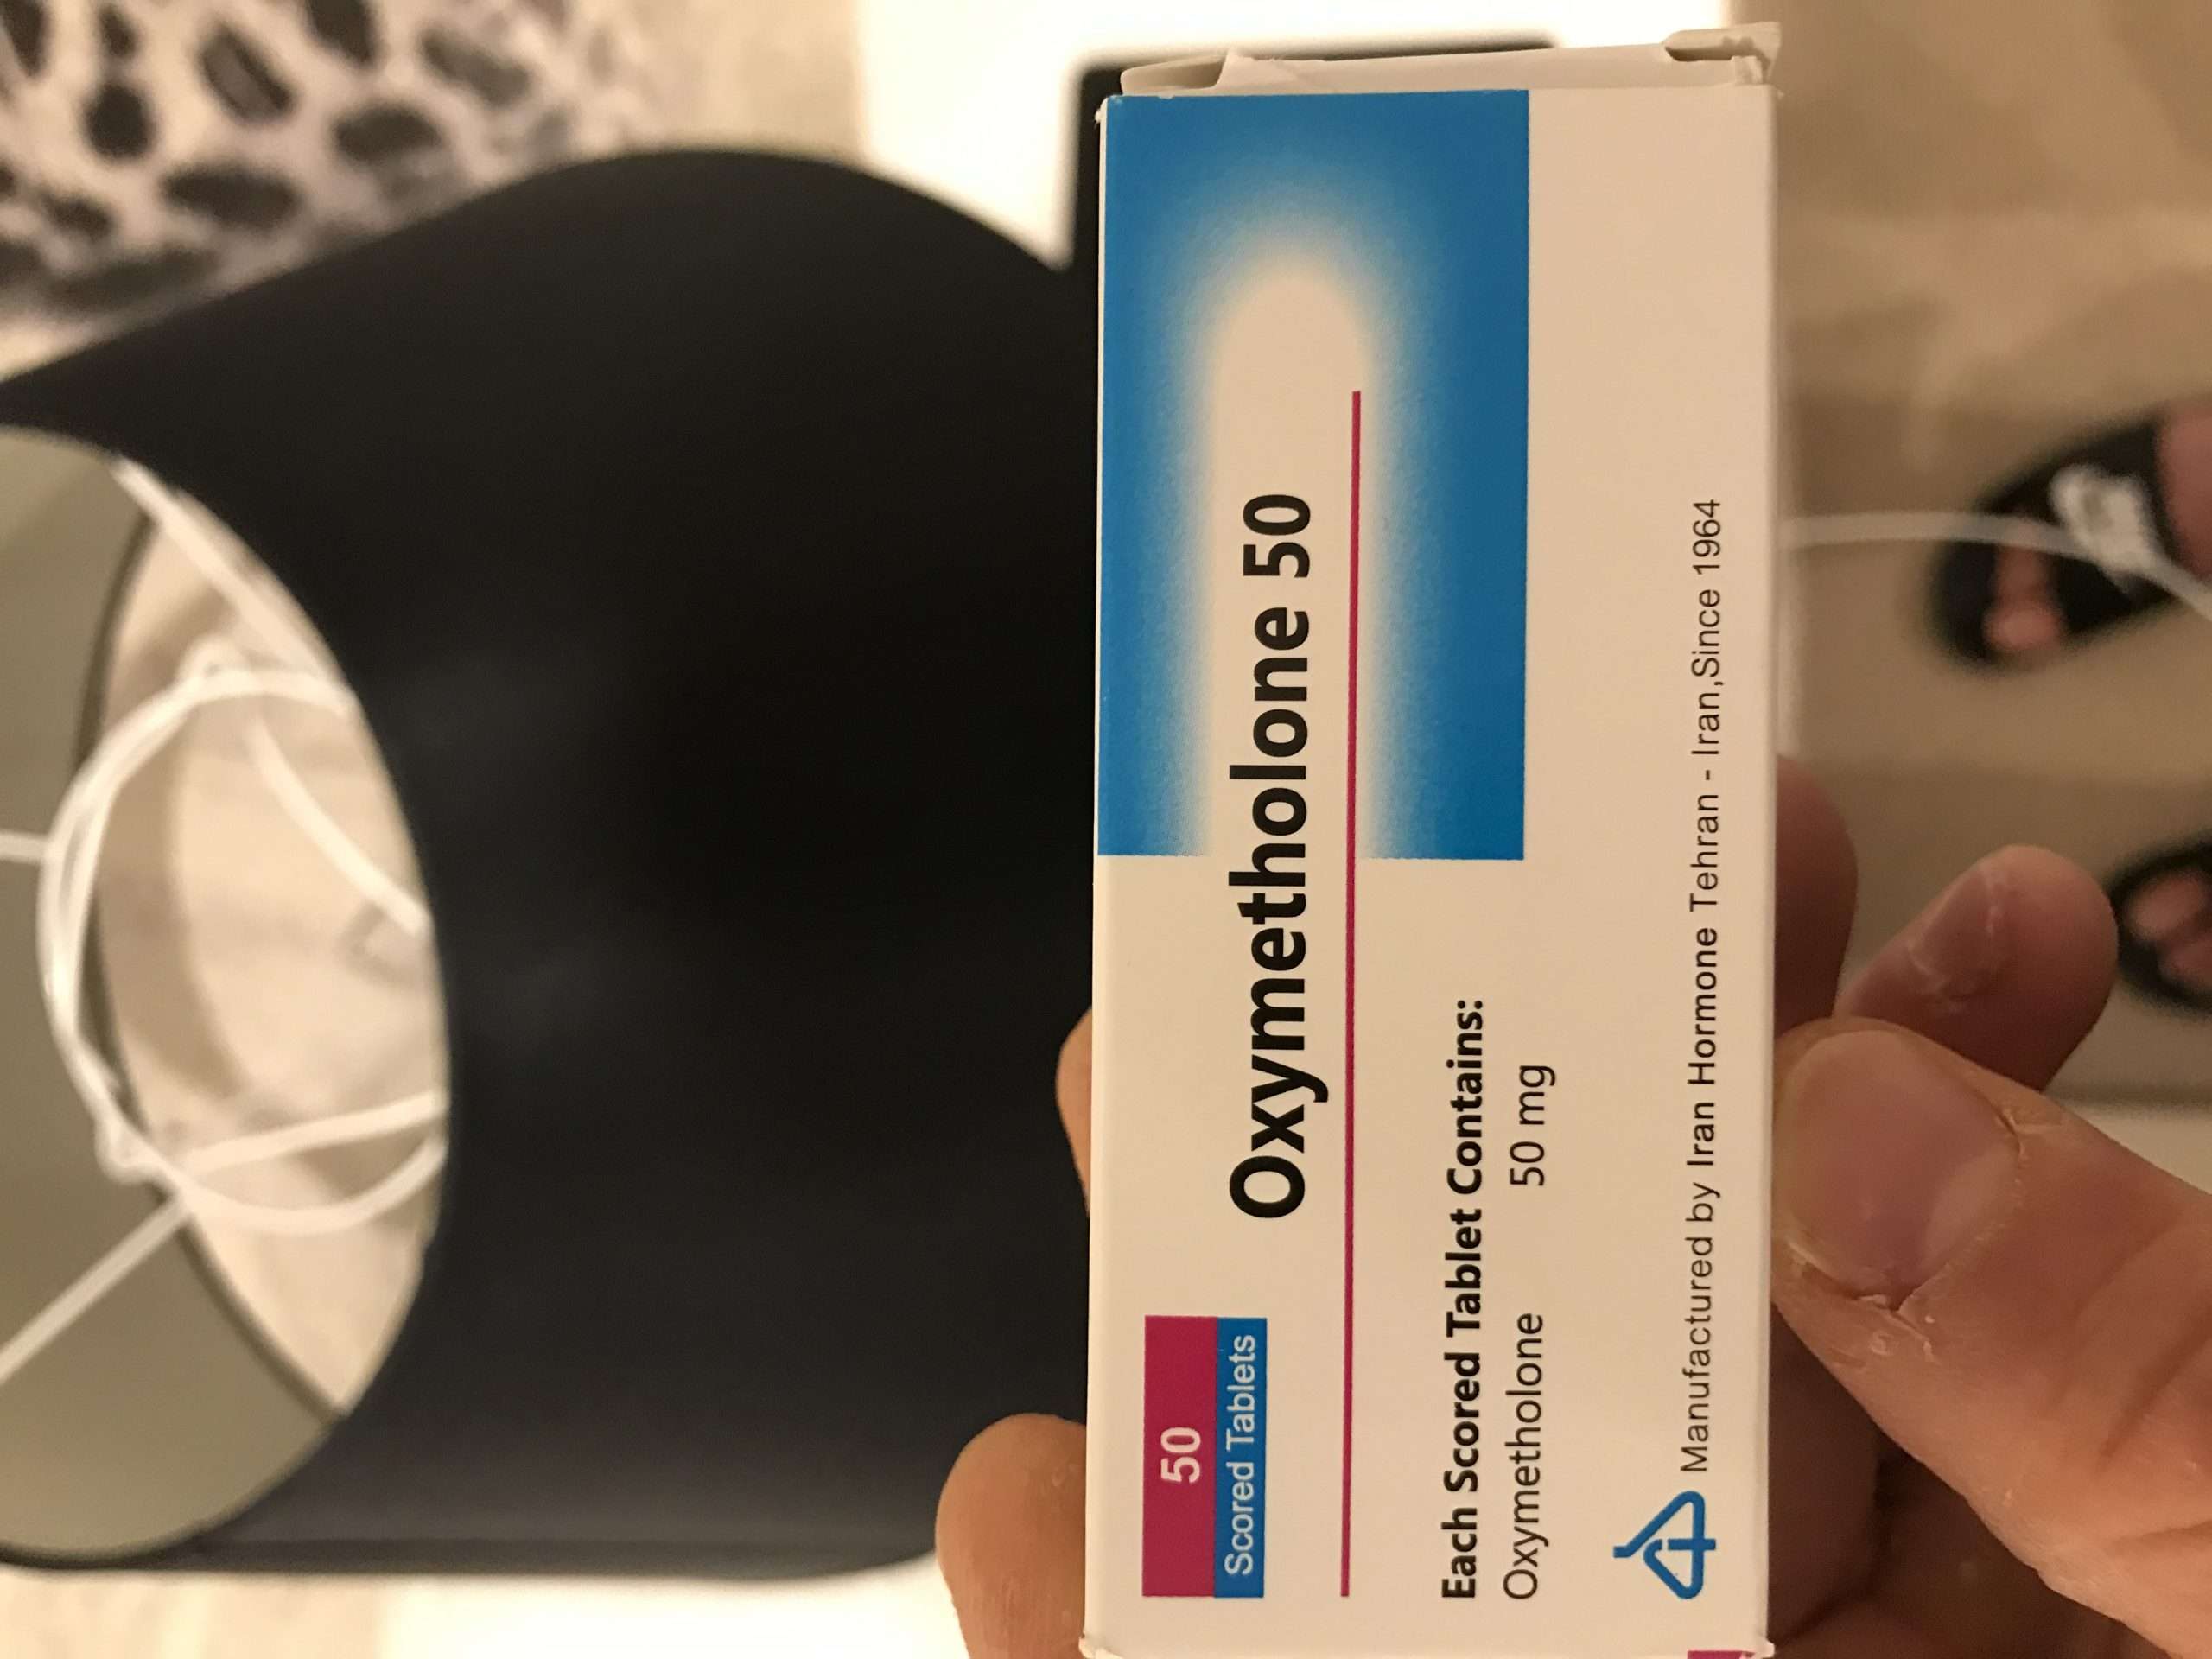 50
Scored Tablets
Oxymetholone 50
Each Scored Tablet Contains:
Oxymetholone 50 mg
Manufactured by Iran Hormone Tehran - Iran,Since 1964